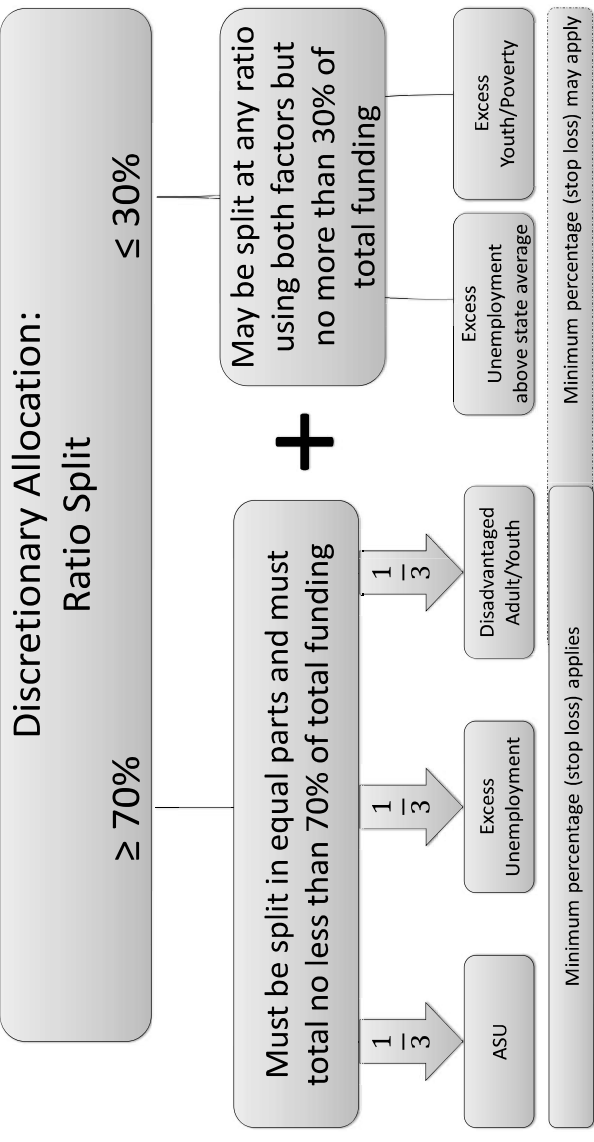 Discretionary Allocation:
Ratio Split
≥ 70%
≤ 30%
Must be split in equal parts and must
total no less than 70% of total funding
+
May be split at any ratio
using both factors but
no more than 30% of
total funding
1
3
1
3
1
3
ASU
Excess
Unemployment
Disadvantaged
Adult/Youth
Excess
Unemployment
above state average
Excess
Youth/Poverty
Minimum percentage (stop loss) applies
Minimum percentage (stop loss) may apply